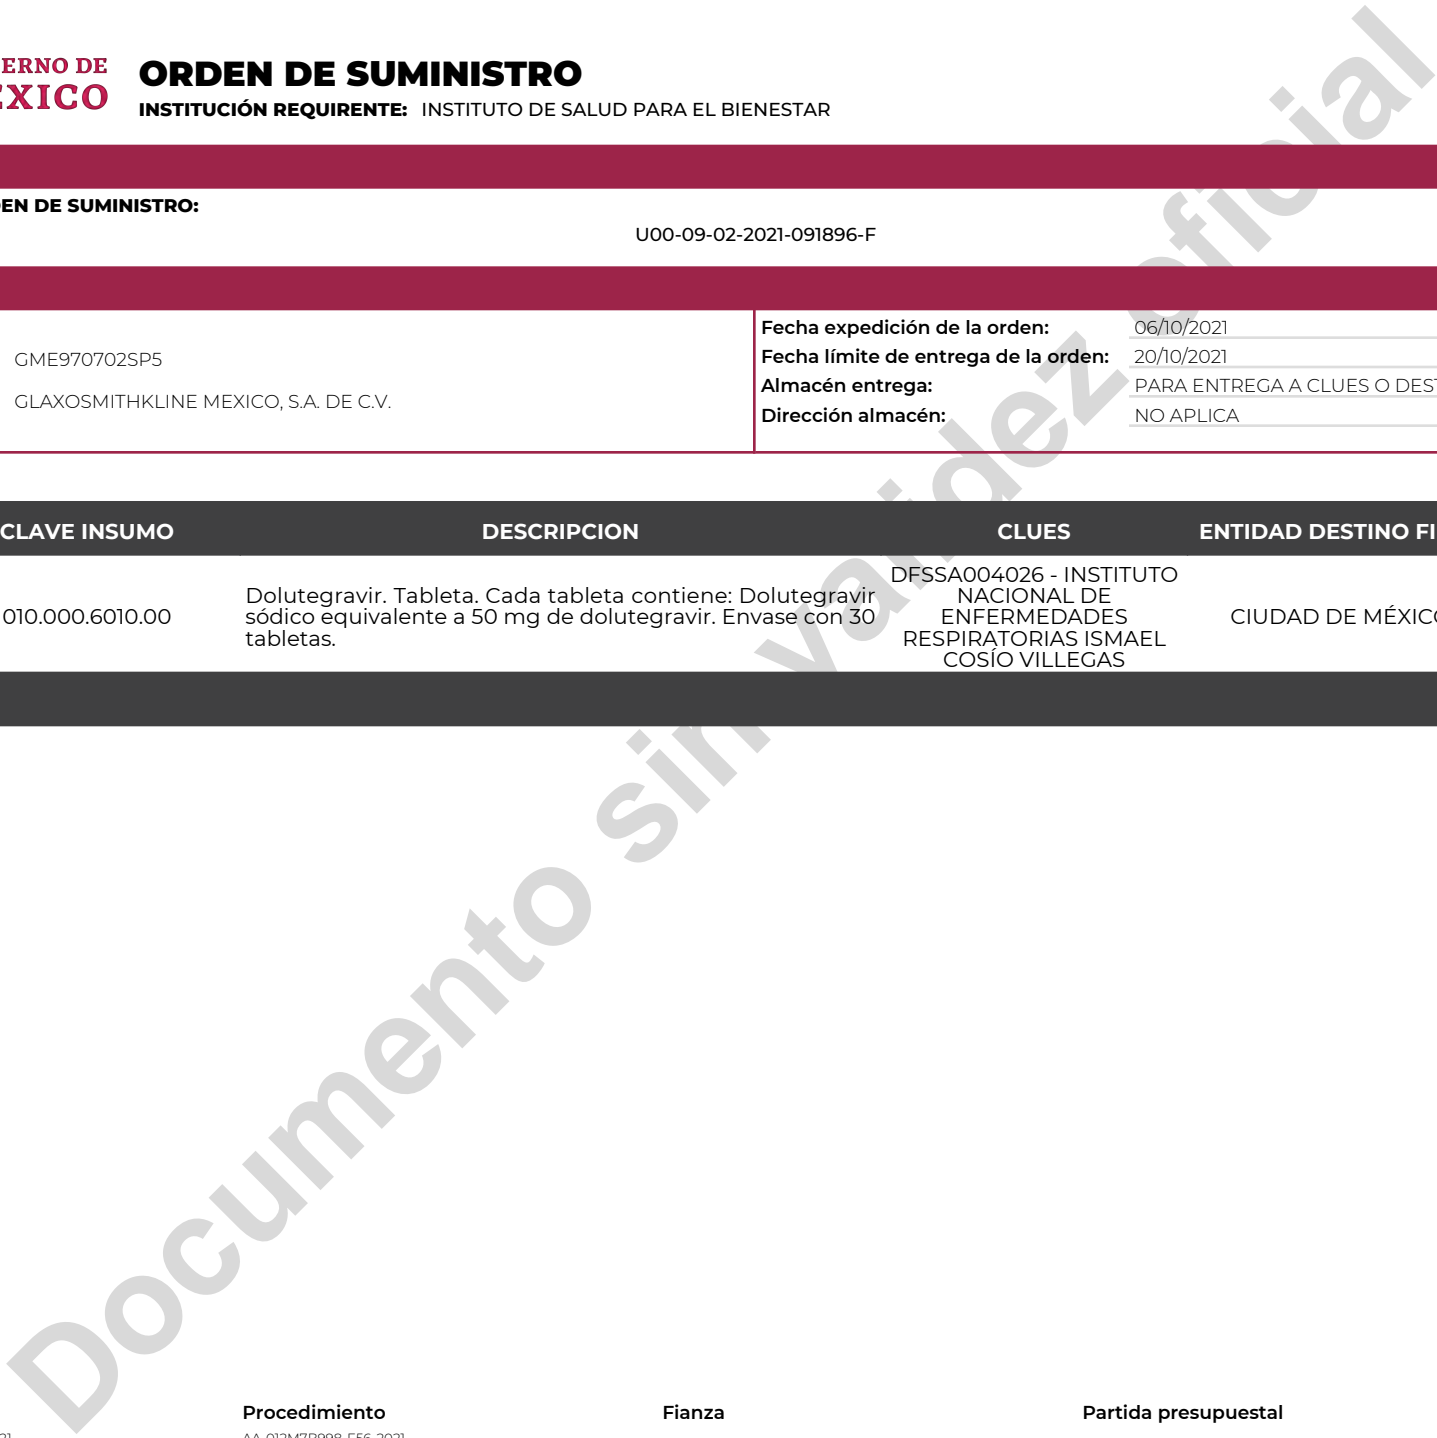 ERNO DE
ÉXICO
ORDEN DE SUMINISTRO
INSTITUCIÓN REQUIRENTE: INSTITUTO DE SALUD PARA EL BIENESTAR
EN DE SUMINISTRO:
U00-09-02-2021-091896-F
GME970702SP5
GLAXOSMITHKLINE MEXICO, S.A. DE C.V.
Fecha expedición de la orden: 06/10/2021
Fecha límite de entrega de la orden: 20/10/2021
Almacén entrega: PARA ENTREGA A CLUES O DEST
Dirección almacén: NO APLICA
CLAVE INSUMO DESCRIPCION CLUES ENTIDAD DESTINO FI
010.000.6010.00
Dolutegravir. Tableta. Cada tableta contiene: Dolutegravir
sódico equivalente a 50 mg de dolutegravir. Envase con 30
tabletas.
DFSSA004026 - INSTITUTO
NACIONAL DE
ENFERMEDADES
RESPIRATORIAS ISMAEL
COSÍO VILLEGAS
CIUDAD DE MÉXICO
Documento sin validez oficial
Procedimiento Fianza Partida presupuestal